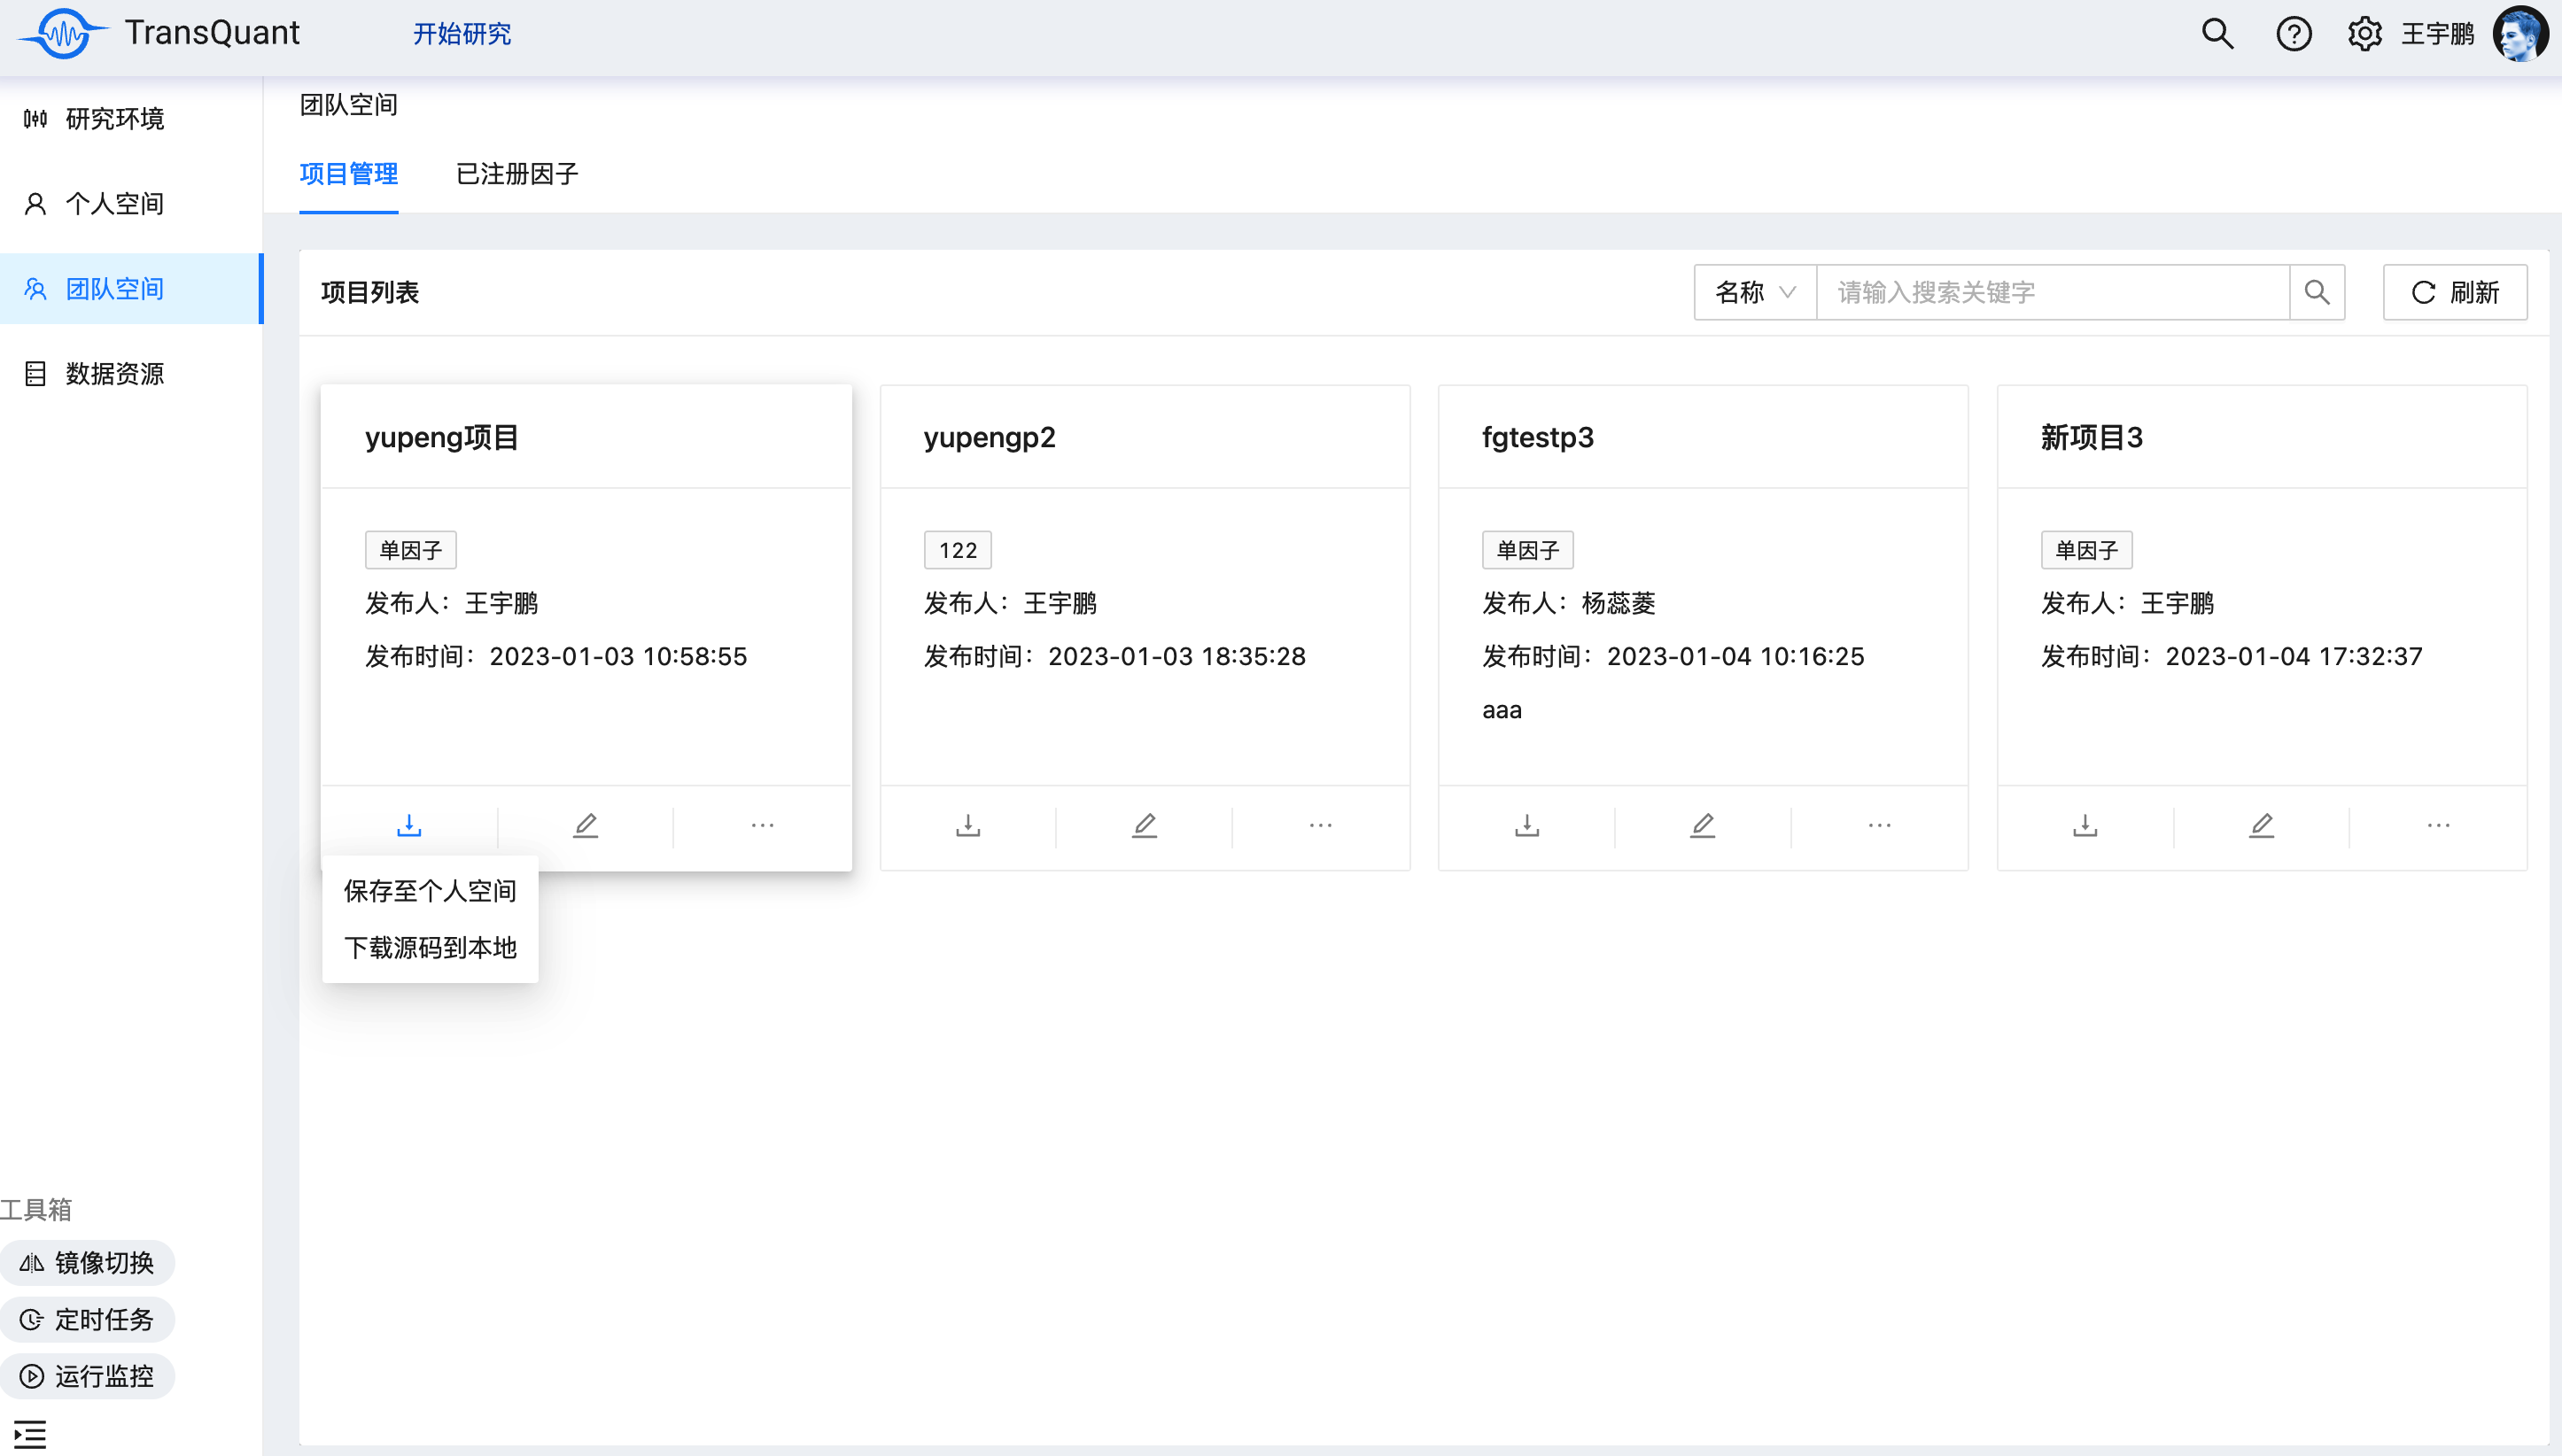 TransQuant
开始研究
王宇鹏
研究环境
个人空间
团队空间
数据资源
工具箱
镜像切换
定时任务
运行监控
团队空间
项目管理
已注册因子
项目列表
名称
请输入搜索关键字
刷新
yupeng项目
单因子
发布人：王宇鹏
发布时间：2023-01-03 10:58:55
保存至个人空间
下载源码到本地
yupengp2
122
发布人：王宇鹏
发布时间：2023-01-03 18:35:28
fgtestp3
单因子
发布人：杨蕊菱
发布时间：2023-01-04 10:16:25
aaa
新项目3
单因子
发布人：王宇鹏
发布时间：2023-01-04 17:32:37